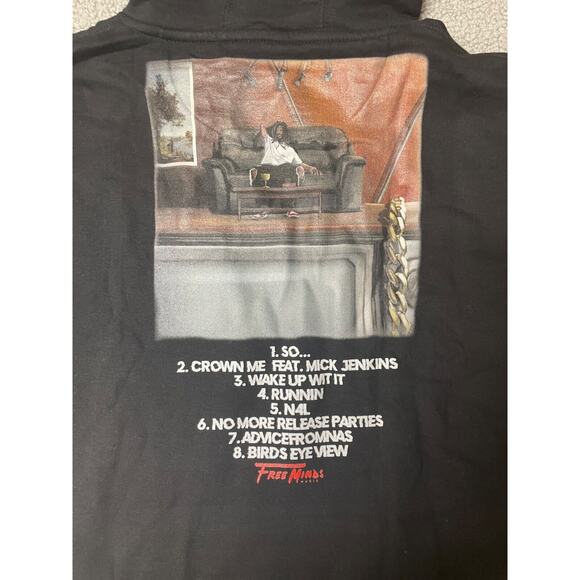 1. SO...
2. CROWN ME FEAT. MICK JENKINS
3. WAKE UP WIT IT
4. RUNNIN
5. N4L
6. NO MORE RELEASE PARTIES
7. ADVICEFROMNAS
8. BIRDS EYE VIEW
FREE MINDS
MUSIC